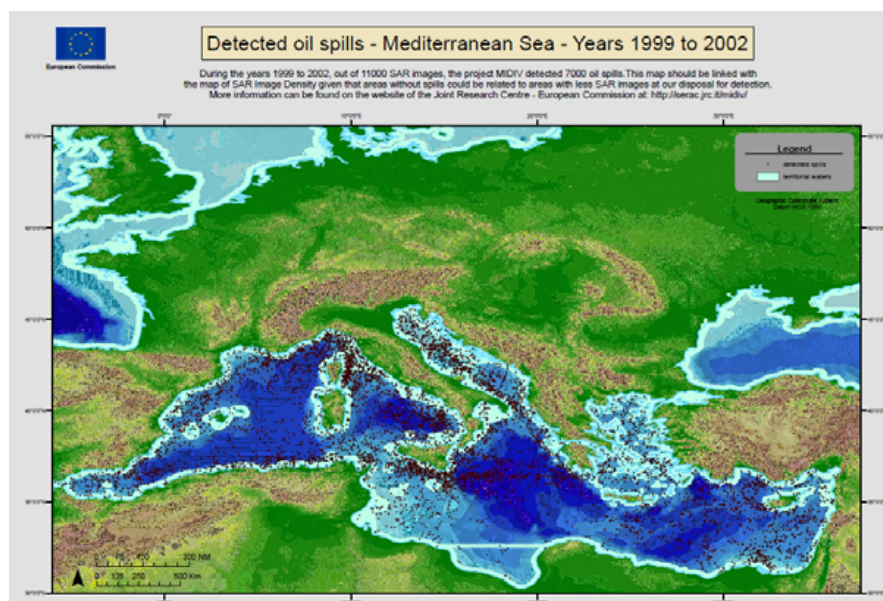 European Commission
Detected oil spills - Mediterranean Sea - Years 1999 to 2002
During the years 1999 to 2002, out of 11000 SAR images, the project MIDIV detected 7000 oil spills.This map should be linked with
the map of SAR Image Density given that areas without spills could be related to areas with less SAR images at our disposal for detection.
More information can be found on the website of the Joint Research Centre - European Commission at: http://serac.jrc.it/midiv/
Legend
detected spills
territorial waters
300 NM
500 Km